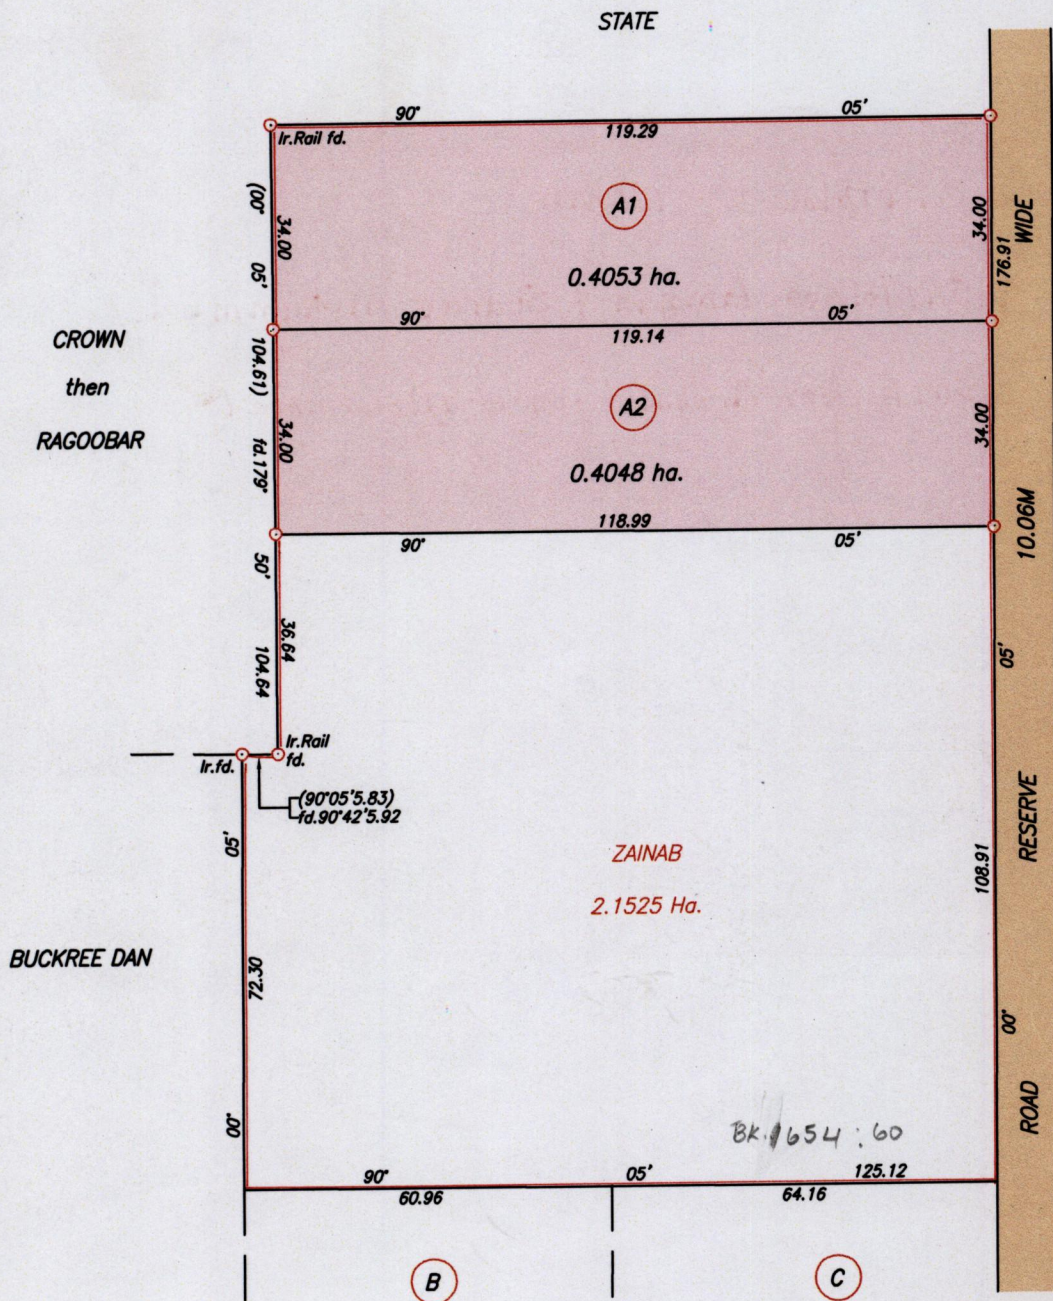 STATE
90° 05'
Ir.Rail fd.
119.29
A1
0.4053 ha.
(00° 05' 104.61)
34.00
34.00
176.91
WIDE
90° 05'
119.14
CROWN
then
RAGOOBAR
A2
0.4048 ha.
34.00
34.00
fd.179° 50' 104.64
118.99
90° 05'
10.06M
36.64
05'
Ir.Rail
fd.
Ir.fd.
(90°05'5.83)
fd.90°42'5.92
05'
ZAINAB
2.1525 Ha.
108.91
RESERVE
BUCKREE DAN
72.30
00°
00°
ROAD
BK.1654:60
90° 05' 125.12
60.96
64.16
B
C